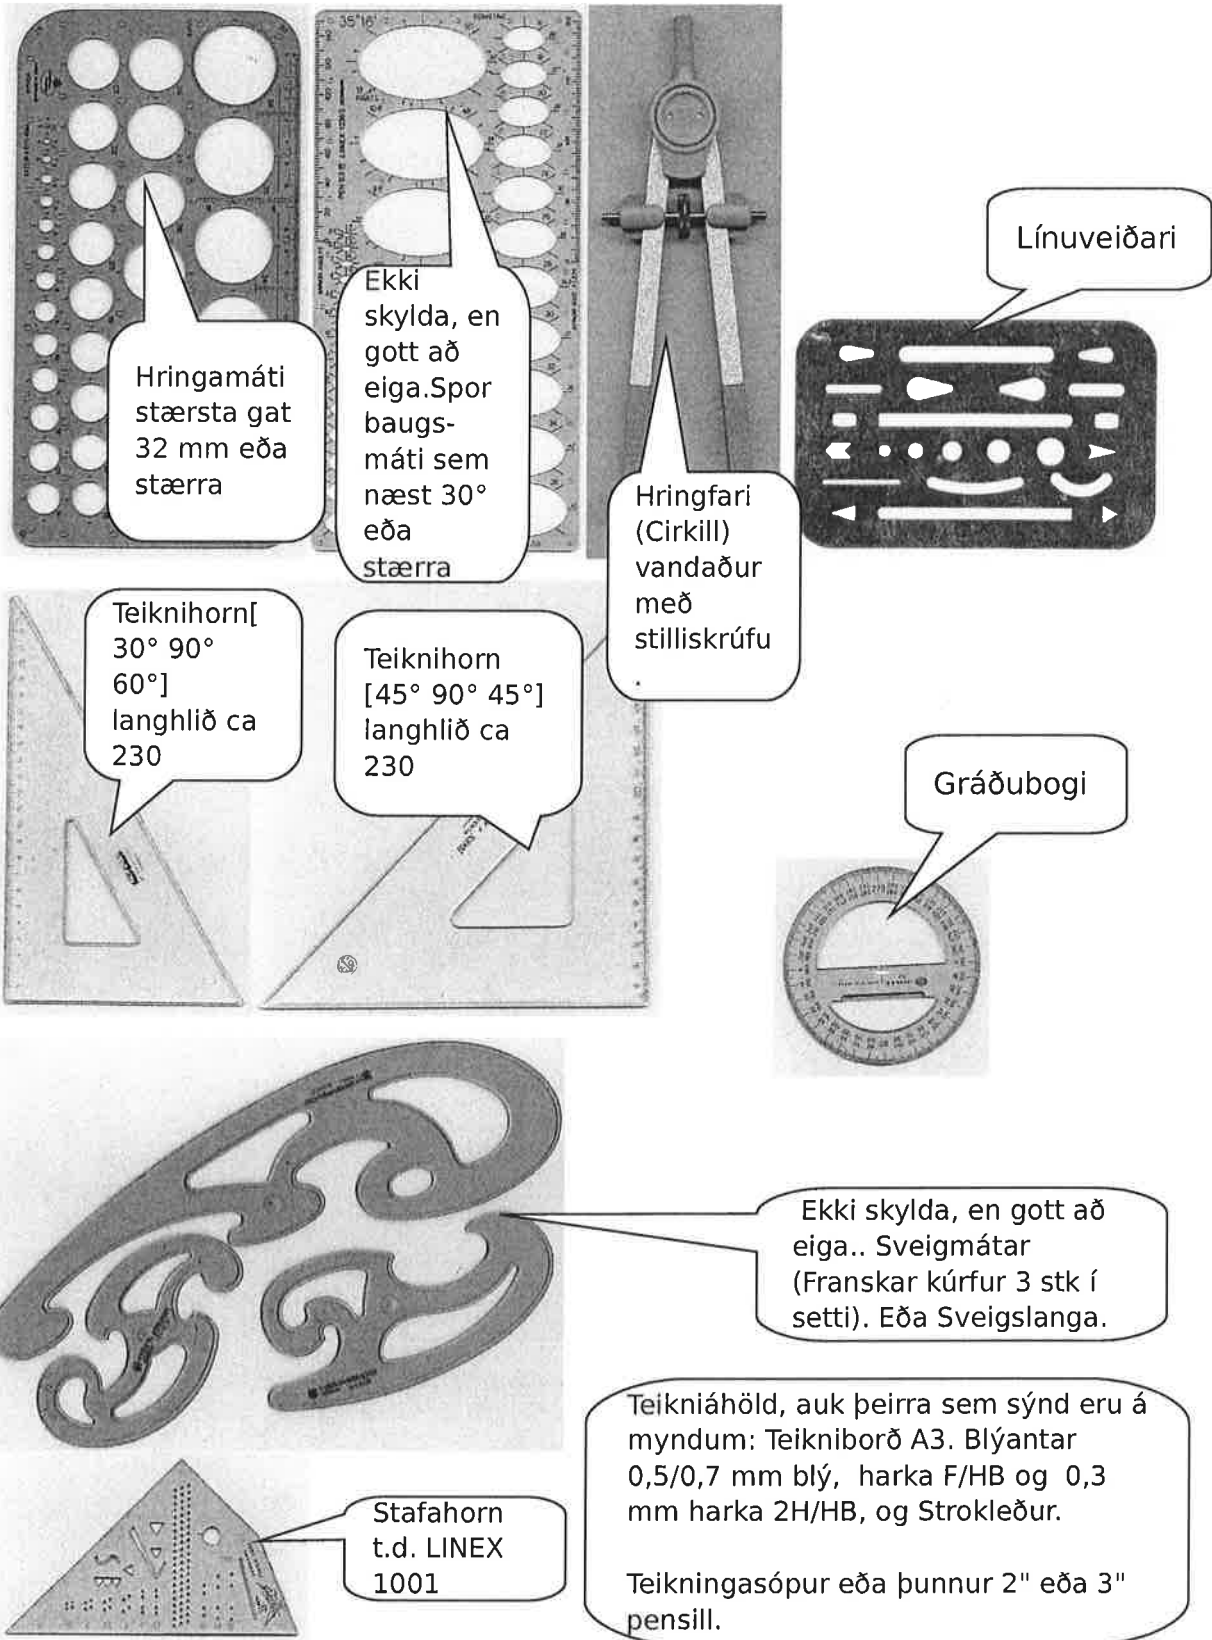 35°16'
Línuveiðari
Ekki
skylda, en
gott að
eiga.Spor
baugs-
máti sem
næst 30°
eða
stærra
Hringamáti
stærsta gat
32 mm eða
stærra
Hringfari
(Cirkill)
vandaður
með
stilliskrúfu
.
Teiknihorn[
30° 90°
60°]
langhlið ca
230
Teiknihorn
[45° 90° 45°]
langhlið ca
230
Gráðubogi
Ekki skylda, en gott að
eiga.. Sveigmátar
(Franskar kúrfur 3 stk í
setti). Eða Sveigslanga.
Teikniáhöld, auk þeirra sem sýnd eru á
myndum: Teikniborð A3. Blýantar
0,5/0,7 mm blý, harka F/HB og 0,3
mm harka 2H/HB, og Strokleður.
Teikningasópur eða þunnur 2" eða 3"
pensill.
Stafahorn
t.d. LINEX
1001